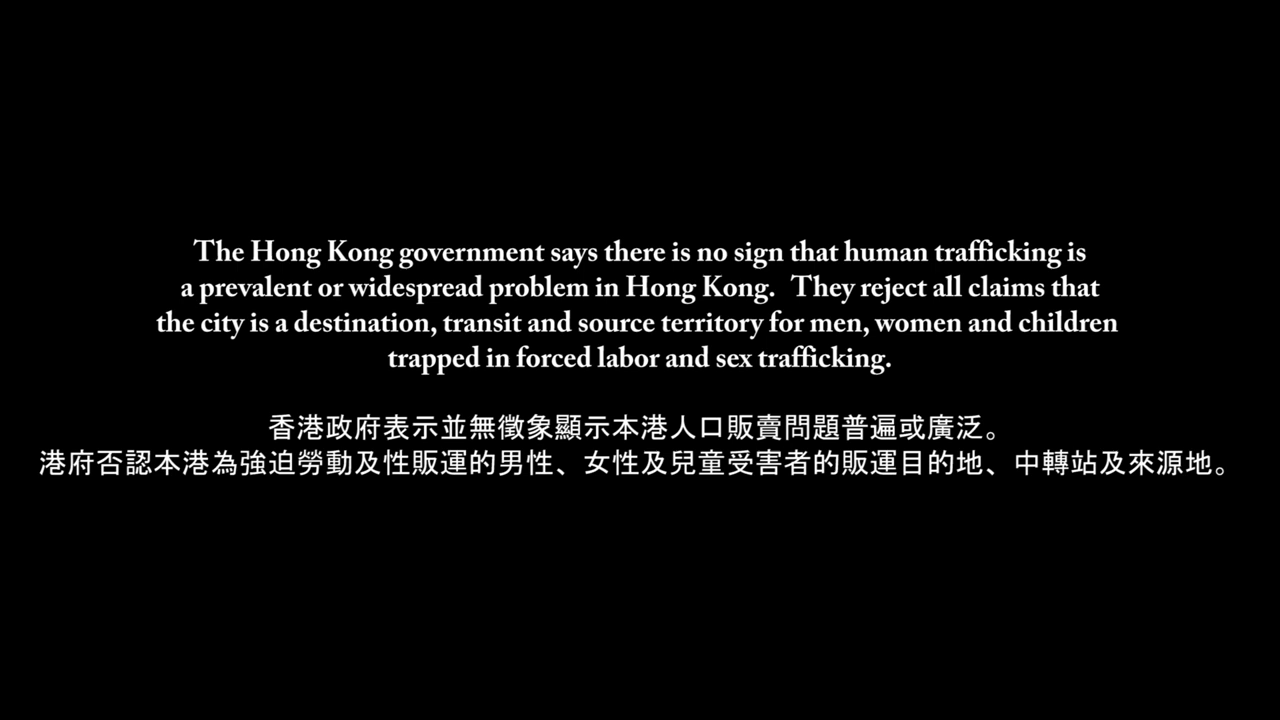 The Hong Kong government says there is no sign that human trafficking is
a prevalent or widespread problem in Hong Kong. They reject all claims that
the city is a destination, transit and source territory for men, women and children
trapped in forced labor and sex trafficking.
香港政府表示並無徵象顯示本港人口販賣問題普遍或廣泛。
港府否認本港為強迫勞動及性販運的男性、女性及兒童受害者的販運目的地、中轉站及來源地。